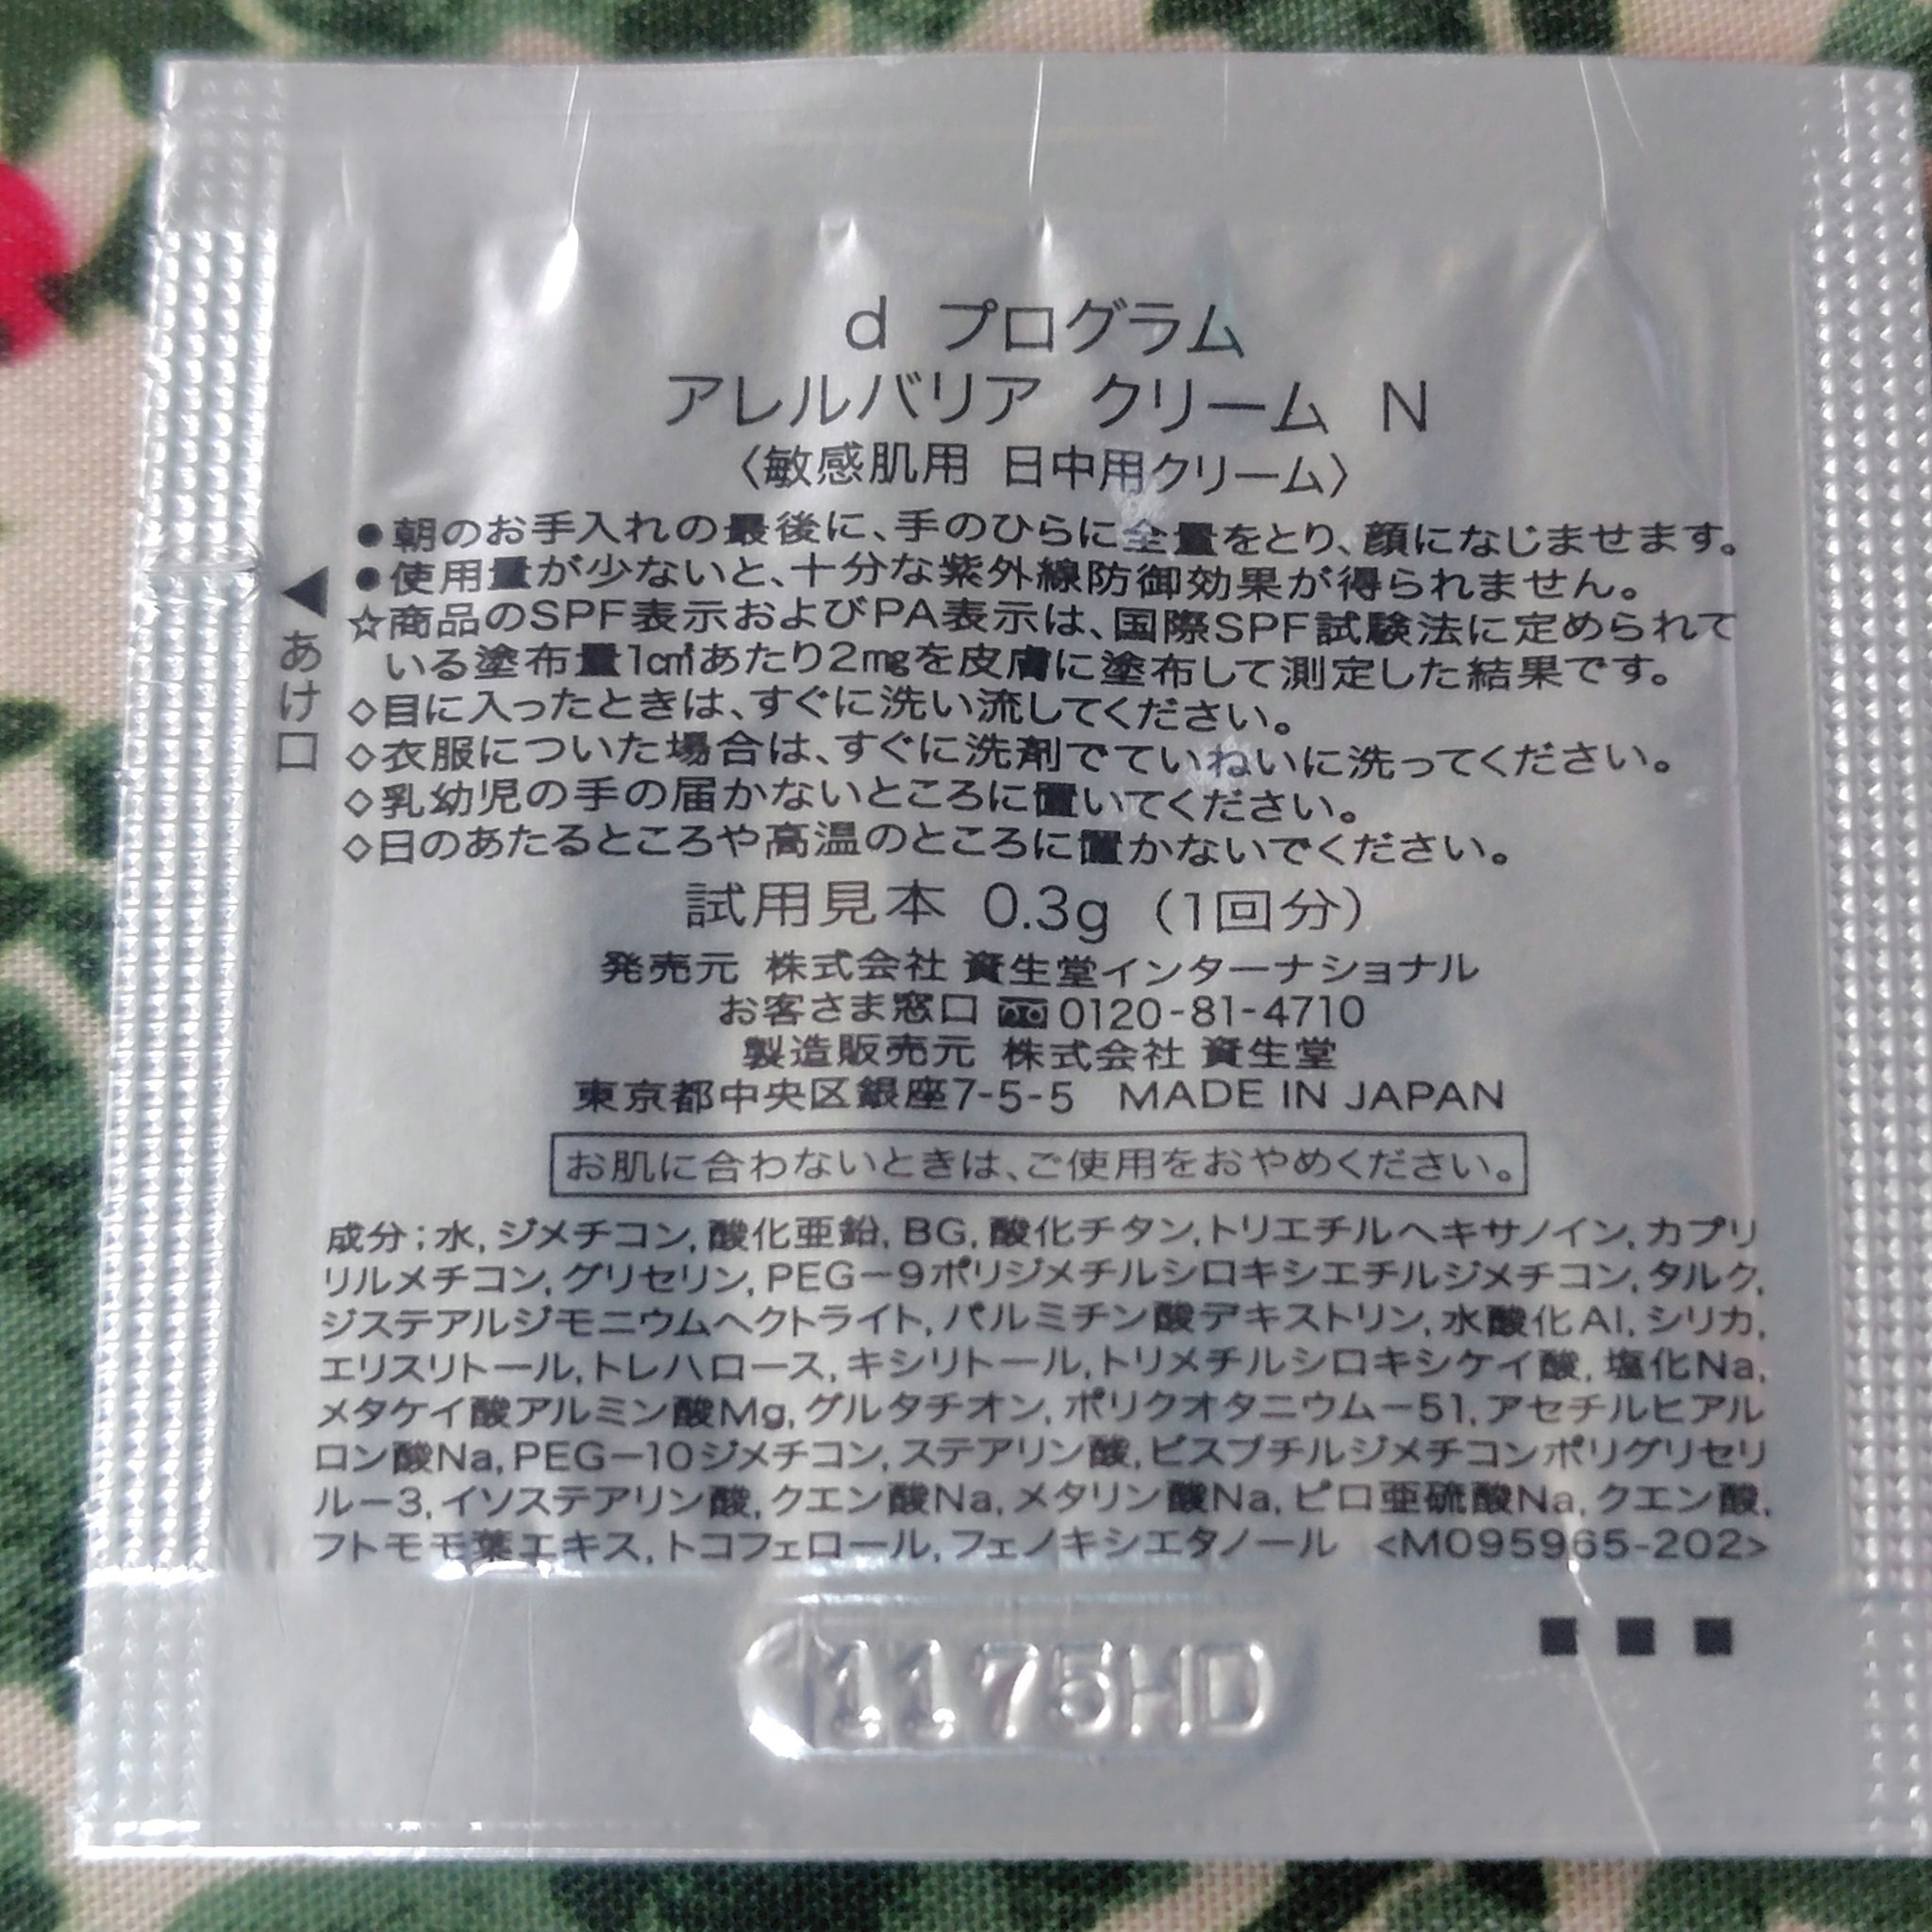 d プログラム
アレルバリア クリーム N
〈敏感肌用 日中用クリーム〉
●朝のお手入れの最後に、手のひらに全量をとり、顔になじませます。
●使用量が少ないと、十分な紫外線防御効果が得られません。
☆商品のSPF表示およびPA表示は、国際SPF試験法に定められて
いる塗布量1c㎡あたり2㎎を皮膚に塗布して測定した結果です。
◇目に入ったときは、すぐに洗い流してください。
◇衣服についた場合は、すぐに洗剤でていねいに洗ってください。
◇乳幼児の手の届かないところに置いてください。
◇日のあたるところや高温のところに置かないでください。
◀あけ口
試用見本 0.3g （1回分）
発売元 株式会社 資生堂インターナショナル
お客さま窓口 0120-81-4710
製造販売元 株式会社 資生堂
東京都中央区銀座7-5-5 MADE IN JAPAN
お肌に合わないときは、ご使用をおやめください。
成分：水, ジメチコン, 酸化亜鉛, BG, 酸化チタン, トリエチルヘキサノイン, カプリ
リルメチコン, グリセリン, PEG－9ポリジメチルシロキシエチルジメチコン, タルク,
ジステアルジモニウムヘクトライト, パルミチン酸デキストリン, 水酸化Al, シリカ,
エリスリトール, トレハロース, キシリトール, トリメチルシロキシケイ酸, 塩化Na,
メタケイ酸アルミン酸Mg, グルタチオン, ポリクオタニウム－51, アセチルヒアル
ロン酸Na, PEG－10ジメチコン, ステアリン酸, ビスブチルジメチコンポリグリセリ
ル－3, イソステアリン酸, クエン酸Na, メタリン酸Na, ピロ亜硫酸Na, クエン酸,
フトモモ葉エキス, トコフェロール, フェノキシエタノール <M095965-202>
1175HD